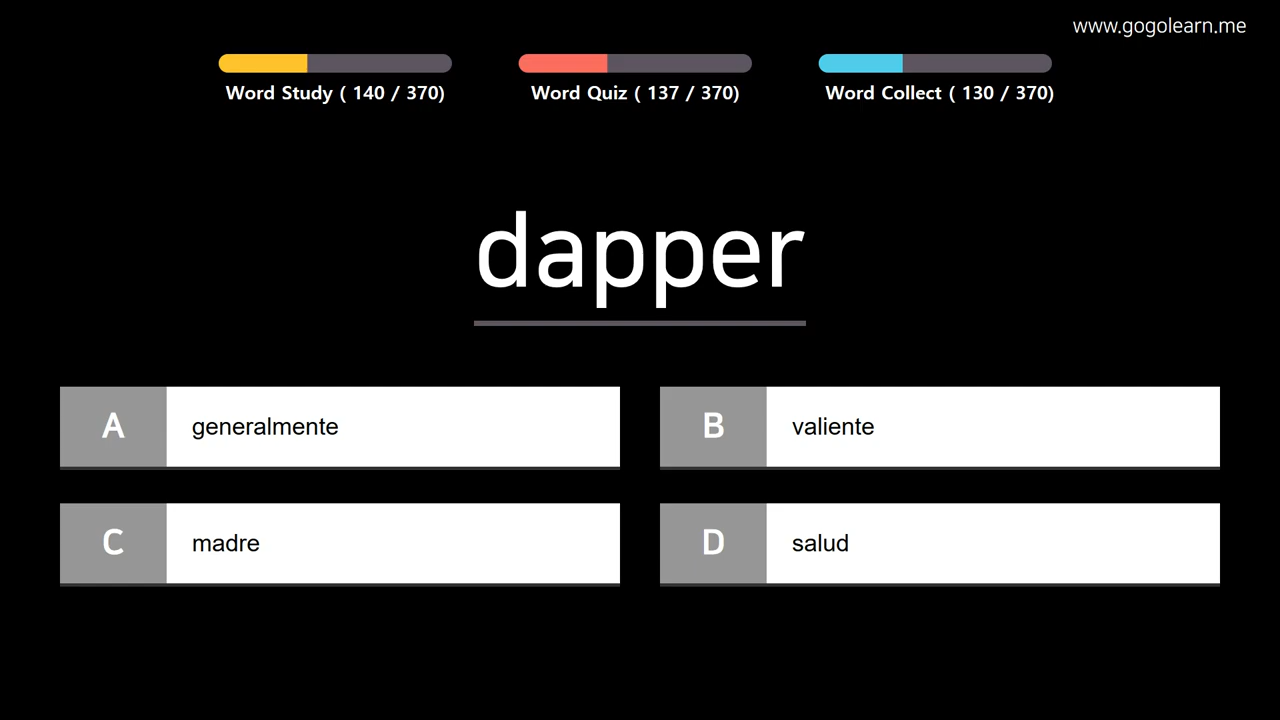 www.gogolearn.me
Word Study ( 140 / 370)
Word Quiz ( 137 / 370)
Word Collect ( 130 / 370)
dapper
A generalmente
B valiente
C madre
D salud